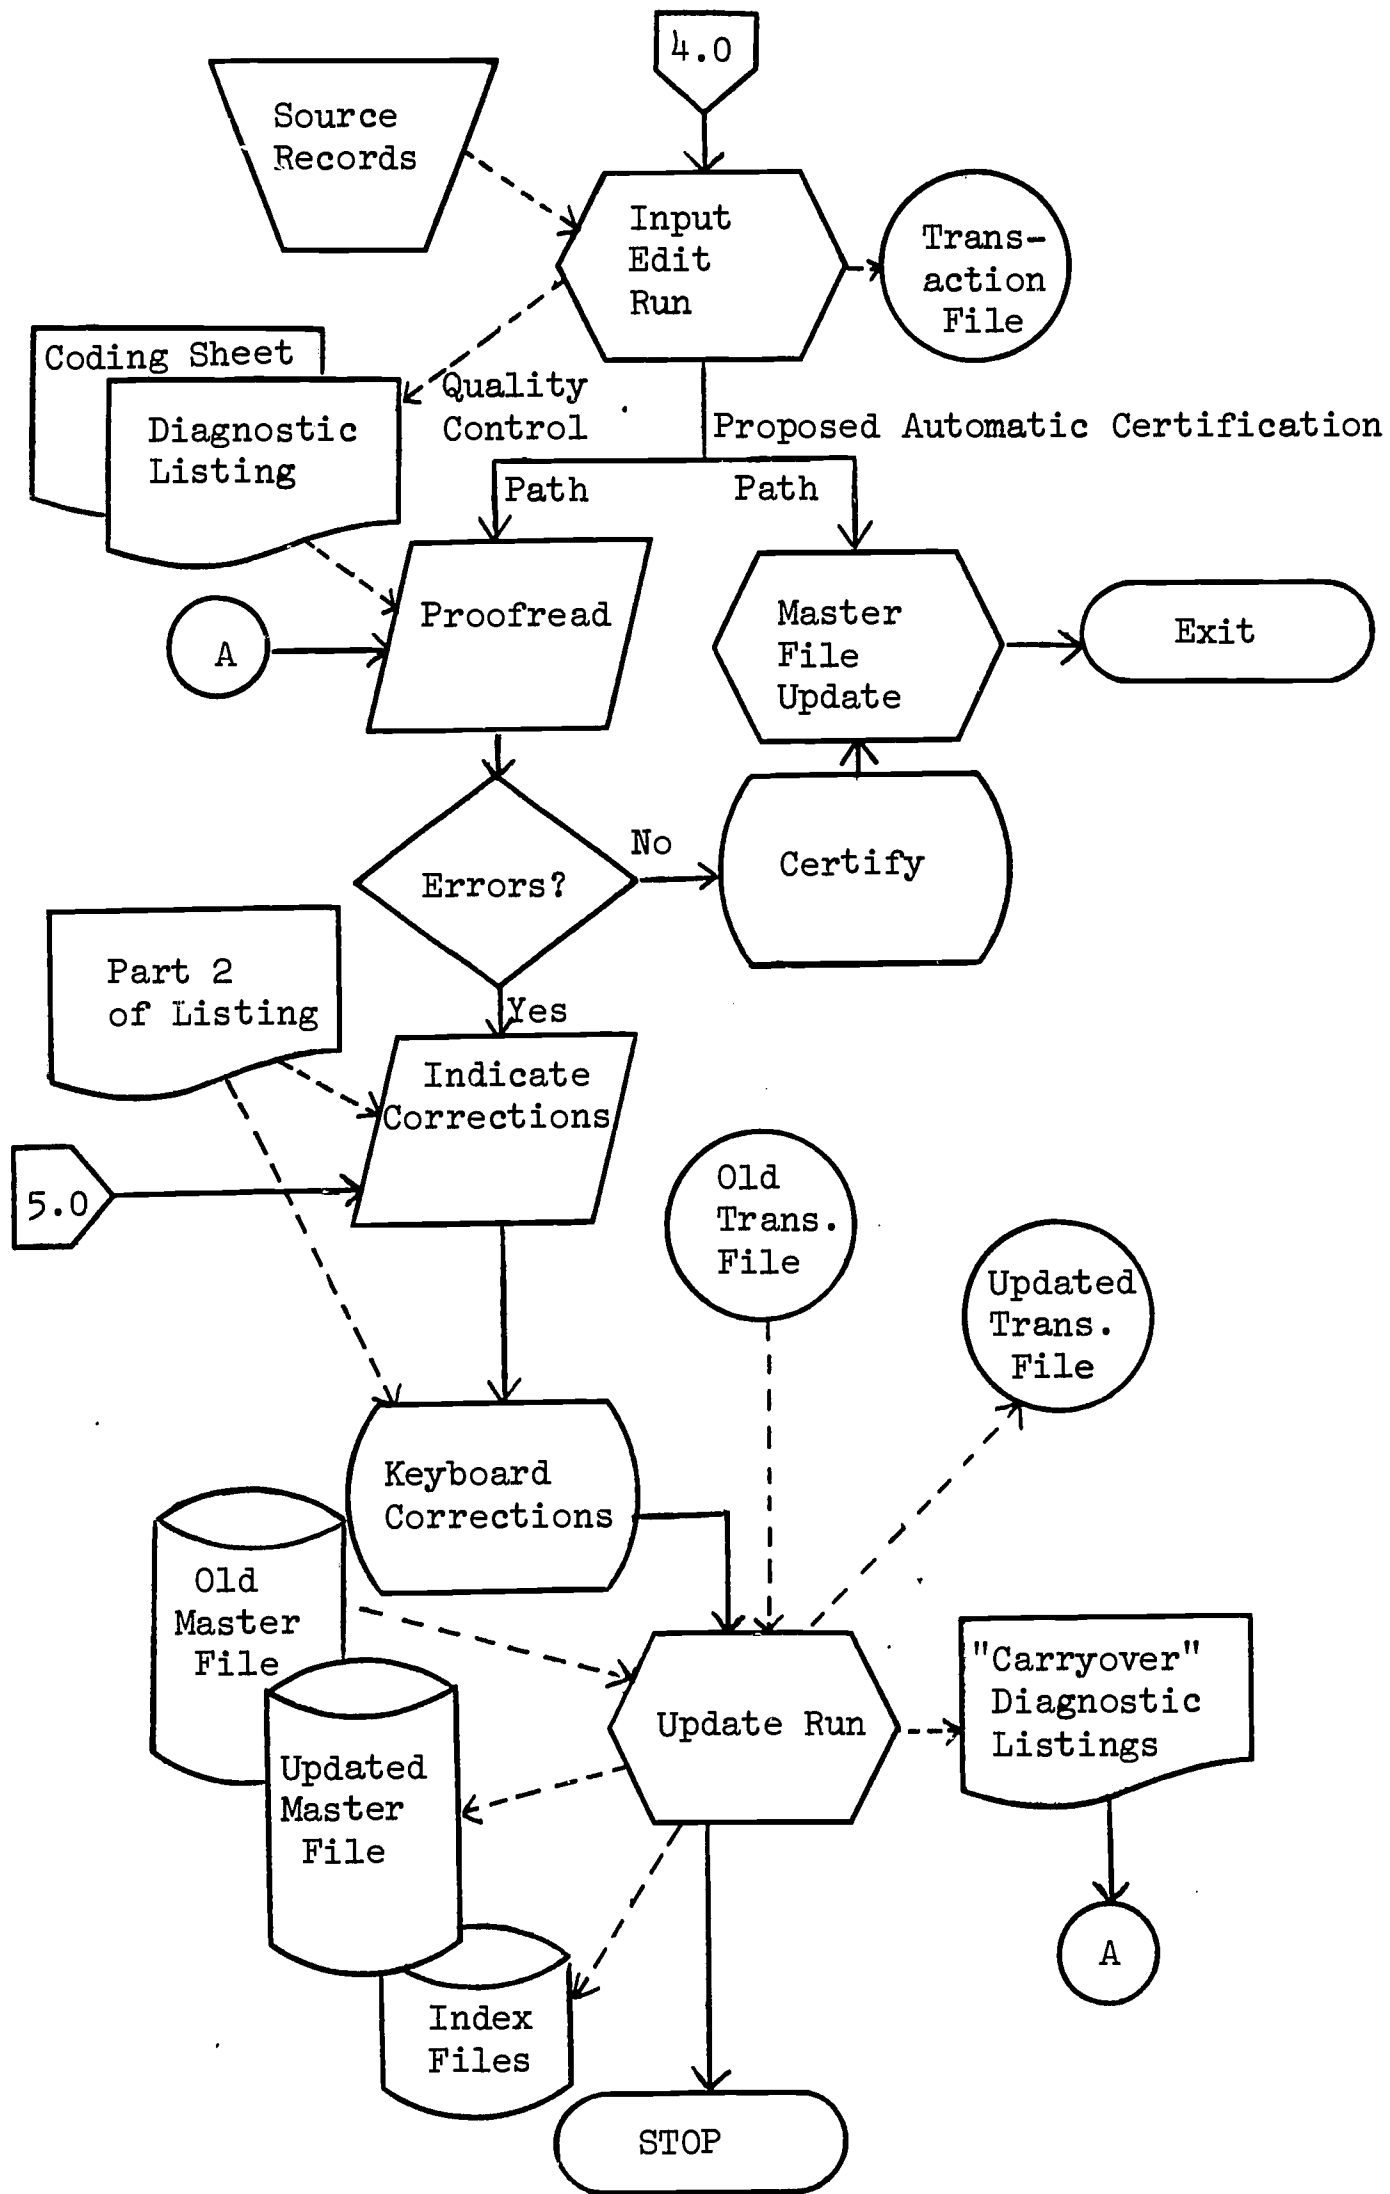 4.0
Source
Records
Input
Edit
Run
Trans-
action
File
Coding Sheet
Diagnostic
Listing
Quality
Control
Path
Proposed Automatic Certification
Path
Proofread
A
Master
File
Update
Exit
Errors?
No
Certify
Yes
Part 2
of Listing
Indicate
Corrections
5.0
Old
Trans.
File
Updated
Trans.
File
Keyboard
Corrections
Old
Master
File
Updated
Master
File
Index
Files
Update Run
"Carryover"
Diagnostic
Listings
A
STOP